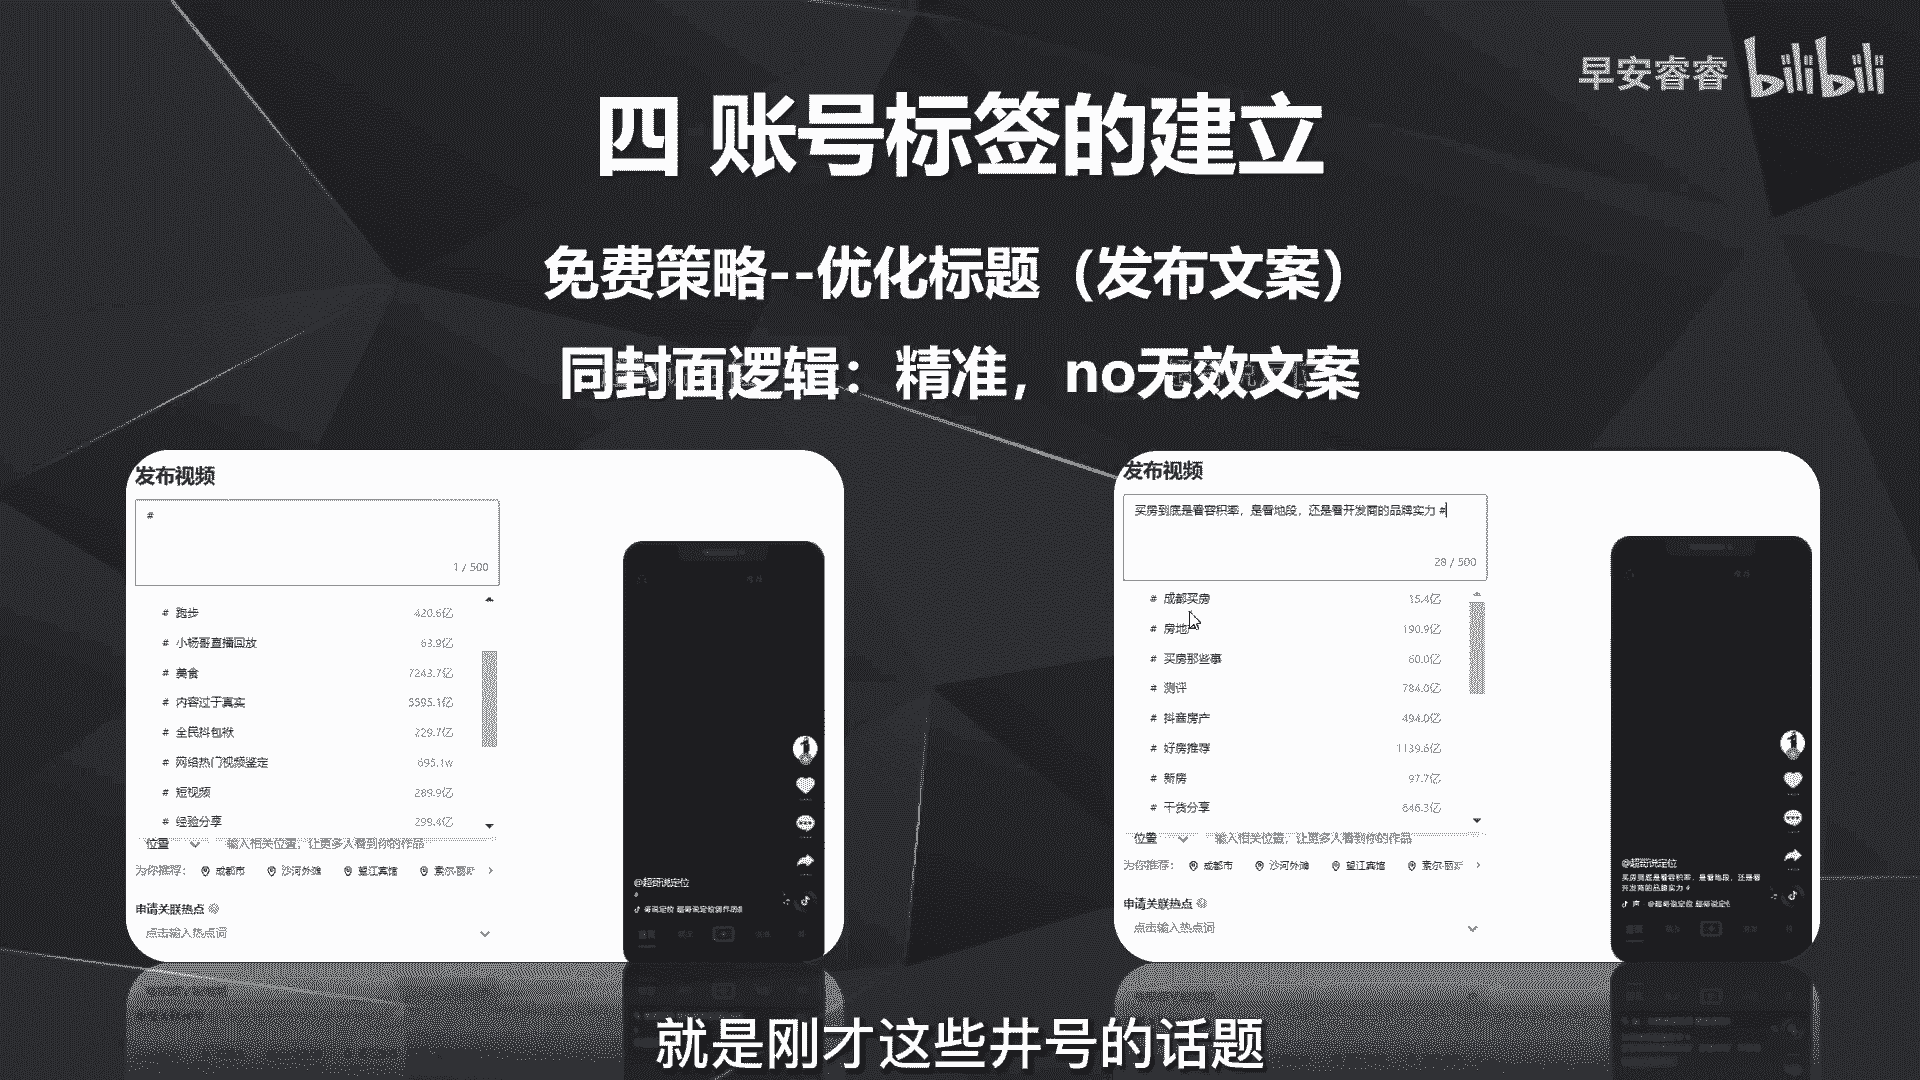 早安睿睿 bilibili
四 账号标签的建立
免费策略--优化标题（发布文案）
同封面逻辑：精准，no无效文案
发布视频
#
1 / 500
# 跑步 420.6亿
# 小杨哥直播回放 63.9亿
# 美食 7243.7亿
# 内容过于真实 5595.1亿
# 全民抖包袱 229.7亿
# 网络热门视频鉴定 695.1w
# 短视频 289.9亿
# 经验分享 299.4亿
位置 输入相关位置，让更多人看到你的作品
为你推荐： 成都市 沙河外滩 望江宾馆
申请关联热点
点击输入热点词
@超哥说定位
#
发布视频
买房到底是看容积率，是看地段，还是看开发商的品牌实力 #
28 / 500
# 成都买房 15.4亿
# 房地产 190.9亿
# 买房那些事 60.0亿
# 测评 784.0亿
# 抖音房产 494.0亿
# 好房推荐 1139.6亿
# 新房 97.7亿
# 干货分享 646.3亿
位置 输入相关位置，让更多人看到你的作品
为你推荐： 成都市 沙河外滩 望江宾馆
申请关联热点
点击输入热点词
@超哥说定位
买房到底是看容积率，是看地段，还是看
开发商的品牌实力 #
就是刚才这些井号的话题